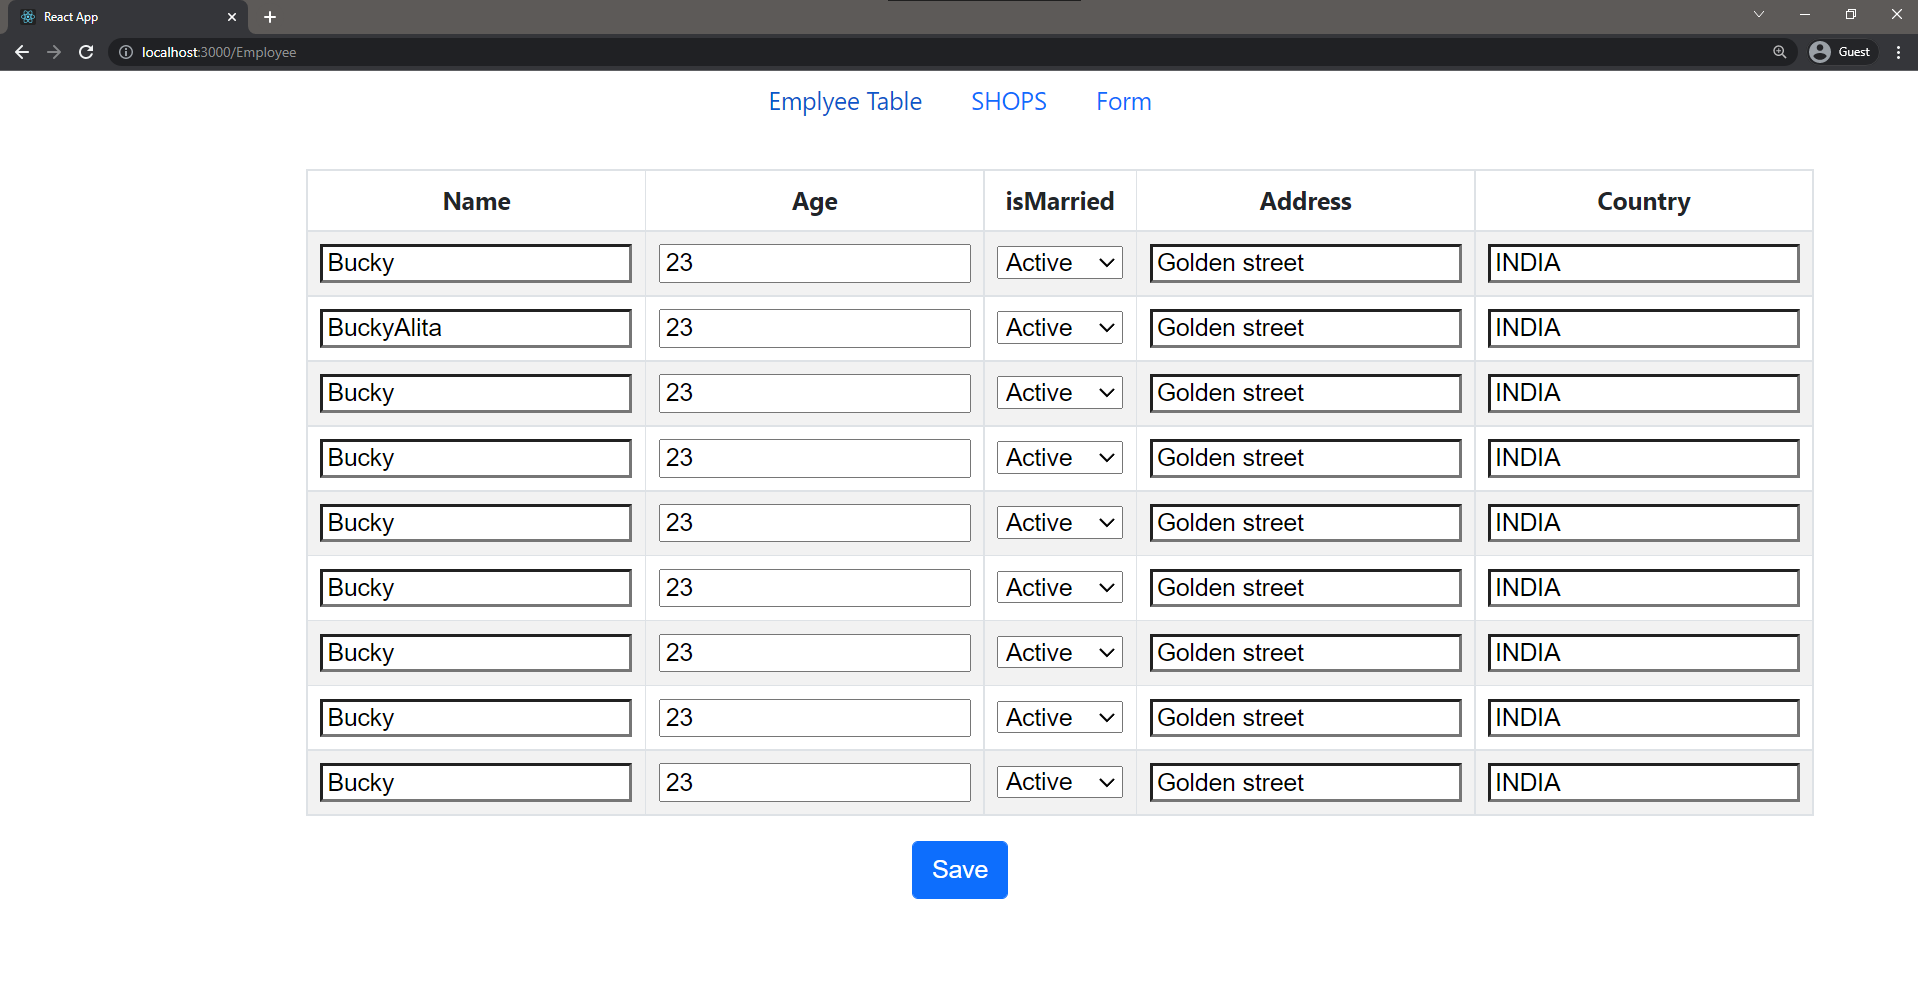 React App
localhost:3000/Employee
Guest
Emplyee Table SHOPS Form
Name Age isMarried Address Country
Bucky 23 Active Golden street INDIA
BuckyAlita 23 Active Golden street INDIA
Bucky 23 Active Golden street INDIA
Bucky 23 Active Golden street INDIA
Bucky 23 Active Golden street INDIA
Bucky 23 Active Golden street INDIA
Bucky 23 Active Golden street INDIA
Bucky 23 Active Golden street INDIA
Bucky 23 Active Golden street INDIA
Save